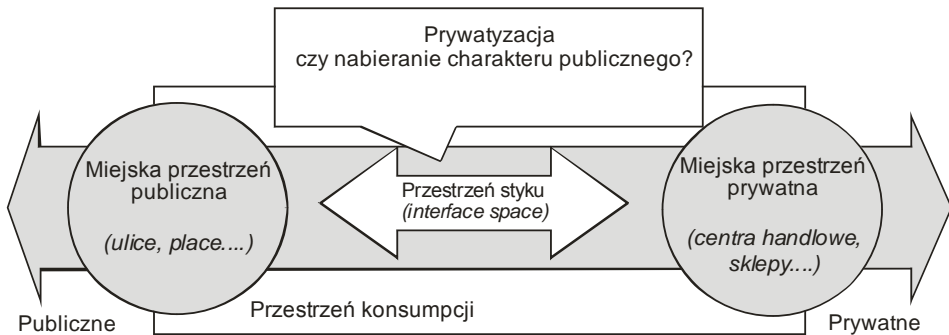 Prywatyzacja
czy nabieranie charakteru publicznego?
Miejska przestrzeń
publiczna
(ulice, place....)
Przestrzeń styku
(interface space)
Miejska przestrzeń
prywatna
(centra handlowe,
sklepy....)
Publiczne
Przestrzeń konsumpcji
Prywatne